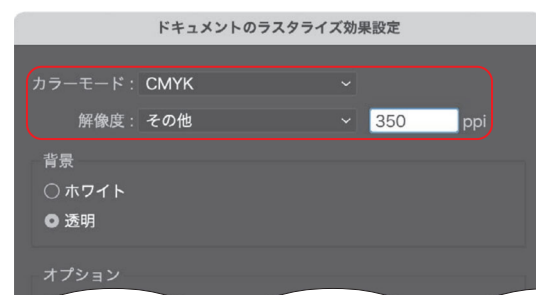 ドキュメントのラスタライズ効果設定
カラーモード : CMYK
解像度 : その他 350 ppi
背景
ホワイト
透明
オプション